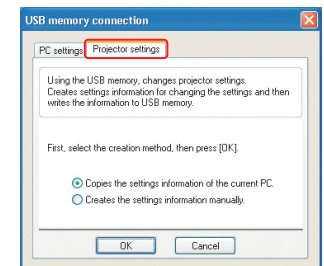 USB memory connection
PC settings
Projector settings
Using the USB memory, changes projector settings.
Creates settings information for changing the settings and then
writes the information to USB memory.
First, select the creation method, then press [OK].
Copies the settings information of the current PC.
Creates the settings information manually.
OK
Cancel